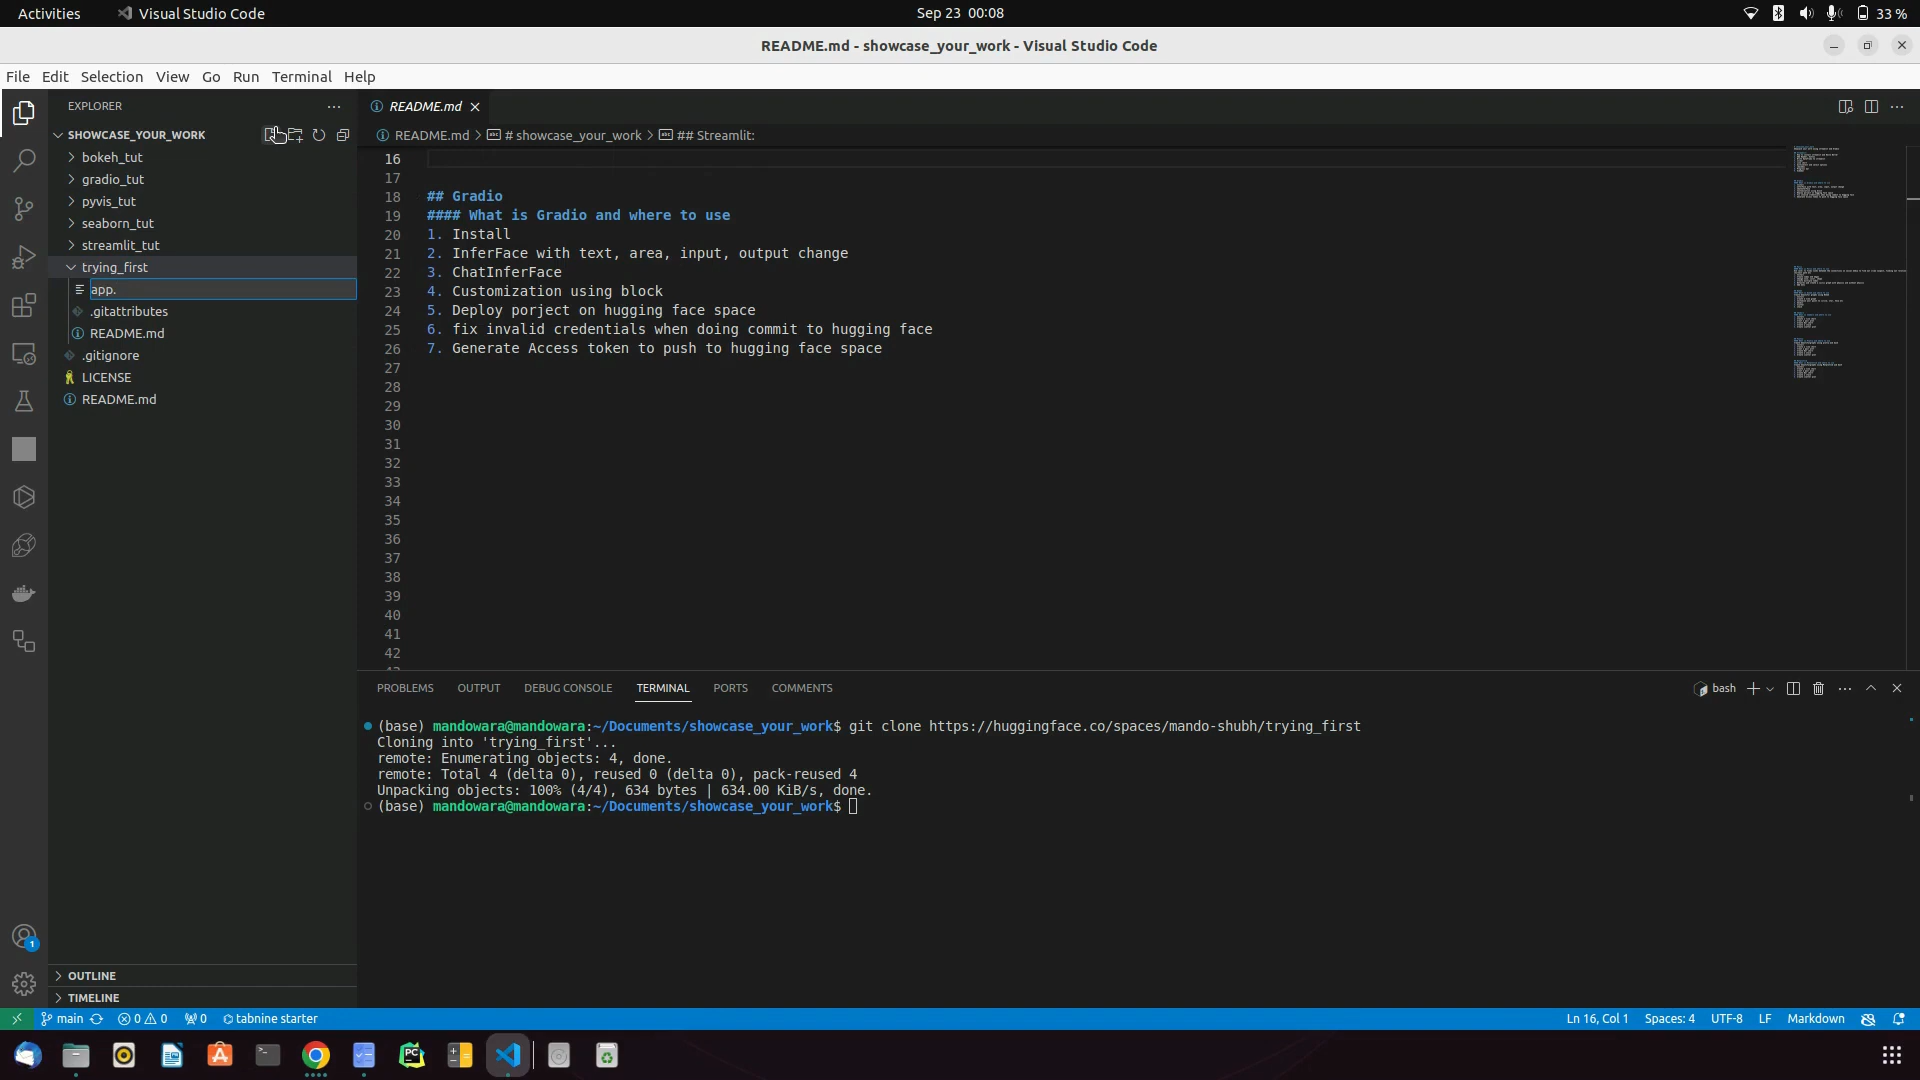 Activities Visual Studio Code Sep 23 00:08 33 %
README.md - showcase_your_work - Visual Studio Code
File Edit Selection View Go Run Terminal Help
EXPLORER
SHOWCASE_YOUR_WORK
bokeh_tut
gradio_tut
pyvis_tut
seaborn_tut
streamlit_tut
trying_first
app.
.gitattributes
README.md
.gitignore
LICENSE
README.md
OUTLINE
TIMELINE
README.md
README.md > # showcase_your_work > ## Streamlit:
16
17
18 ## Gradio
19 #### What is Gradio and where to use
20 1. Install
21 2. InferFace with text, area, input, output change
22 3. ChatInferFace
23 4. Customization using block
24 5. Deploy porject on hugging face space
25 6. fix invalid credentials when doing commit to hugging face
26 7. Generate Access token to push to hugging face space
27
28
29
30
31
32
33
34
35
36
37
38
39
40
41
42
PROBLEMS OUTPUT DEBUG CONSOLE TERMINAL PORTS COMMENTS bash
(base) mandowara@mandowara:~/Documents/showcase_your_work$ git clone https://huggingface.co/spaces/mando-shubh/trying_first
Cloning into 'trying_first'...
remote: Enumerating objects: 4, done.
remote: Total 4 (delta 0), reused 0 (delta 0), pack-reused 4
Unpacking objects: 100% (4/4), 634 bytes | 634.00 KiB/s, done.
(base) mandowara@mandowara:~/Documents/showcase_your_work$
1
main 0 0 0 tabnine starter Ln 16, Col 1 Spaces: 4 UTF-8 LF Markdown
PC